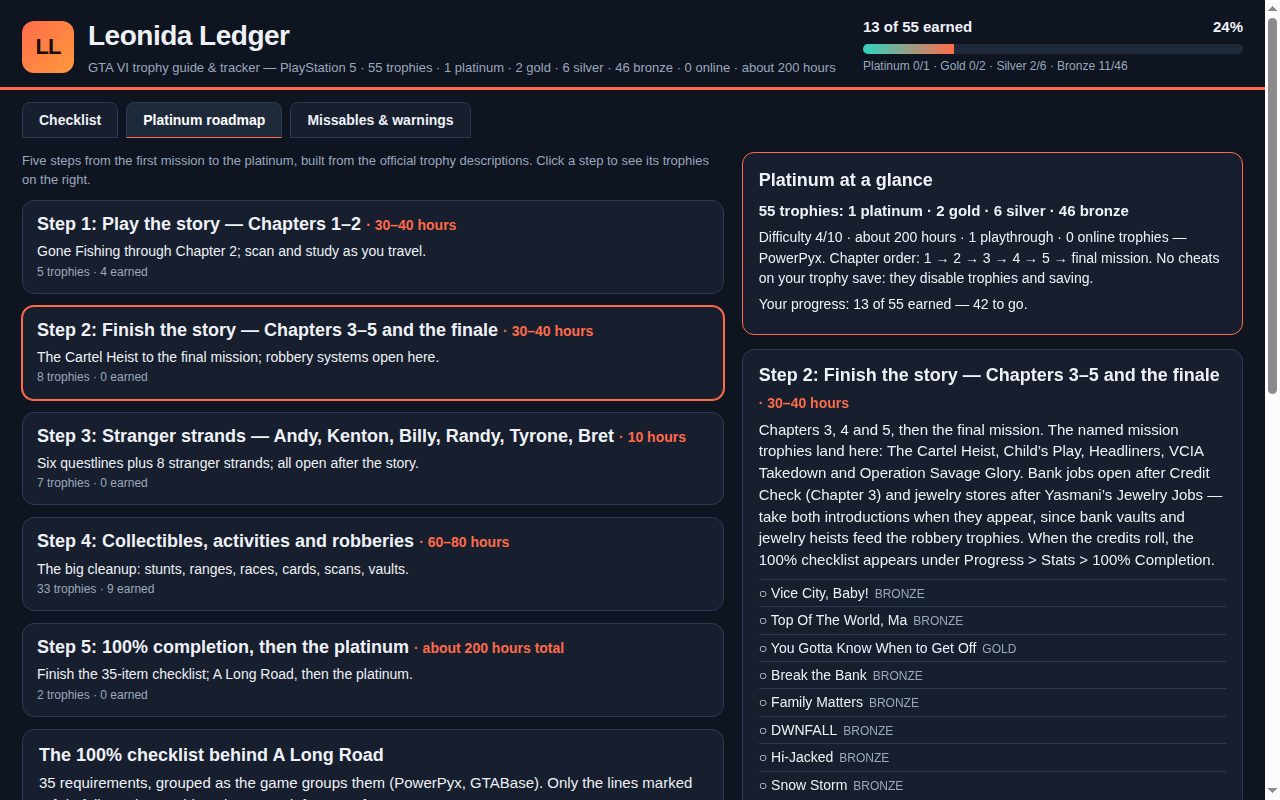 LL
Leonida Ledger
GTA VI trophy guide & tracker — PlayStation 5 · 55 trophies · 1 platinum · 2 gold · 6 silver · 46 bronze · 0 online · about 200 hours
13 of 55 earned 24%
Platinum 0/1 · Gold 0/2 · Silver 2/6 · Bronze 11/46
Checklist
Platinum roadmap
Missables & warnings
Five steps from the first mission to the platinum, built from the official trophy descriptions. Click a step to see its trophies
on the right.
Step 1: Play the story — Chapters 1–2 · 30–40 hours
Gone Fishing through Chapter 2; scan and study as you travel.
5 trophies · 4 earned
Step 2: Finish the story — Chapters 3–5 and the finale · 30–40 hours
The Cartel Heist to the final mission; robbery systems open here.
8 trophies · 0 earned
Step 3: Stranger strands — Andy, Kenton, Billy, Randy, Tyrone, Bret · 10 hours
Six questlines plus 8 stranger strands; all open after the story.
7 trophies · 0 earned
Step 4: Collectibles, activities and robberies · 60–80 hours
The big cleanup: stunts, ranges, races, cards, scans, vaults.
33 trophies · 9 earned
Step 5: 100% completion, then the platinum · about 200 hours total
Finish the 35-item checklist; A Long Road, then the platinum.
2 trophies · 0 earned
The 100% checklist behind A Long Road
35 requirements, grouped as the game groups them (PowerPyx, GTABase). Only the lines marked
Platinum at a glance
55 trophies: 1 platinum · 2 gold · 6 silver · 46 bronze
Difficulty 4/10 · about 200 hours · 1 playthrough · 0 online trophies —
PowerPyx. Chapter order: 1 → 2 → 3 → 4 → 5 → final mission. No cheats
on your trophy save: they disable trophies and saving.
Your progress: 13 of 55 earned — 42 to go.
Step 2: Finish the story — Chapters 3–5 and the finale
· 30–40 hours
Chapters 3, 4 and 5, then the final mission. The named mission
trophies land here: The Cartel Heist, Child’s Play, Headliners, VCIA
Takedown and Operation Savage Glory. Bank jobs open after Credit
Check (Chapter 3) and jewelry stores after Yasmani’s Jewelry Jobs —
take both introductions when they appear, since bank vaults and
jewelry heists feed the robbery trophies. When the credits roll, the
100% checklist appears under Progress > Stats > 100% Completion.
○ Vice City, Baby! BRONZE
○ Top Of The World, Ma BRONZE
○ You Gotta Know When to Get Off GOLD
○ Break the Bank BRONZE
○ Family Matters BRONZE
○ DWNFALL BRONZE
○ Hi-Jacked BRONZE
○ Snow Storm BRONZE